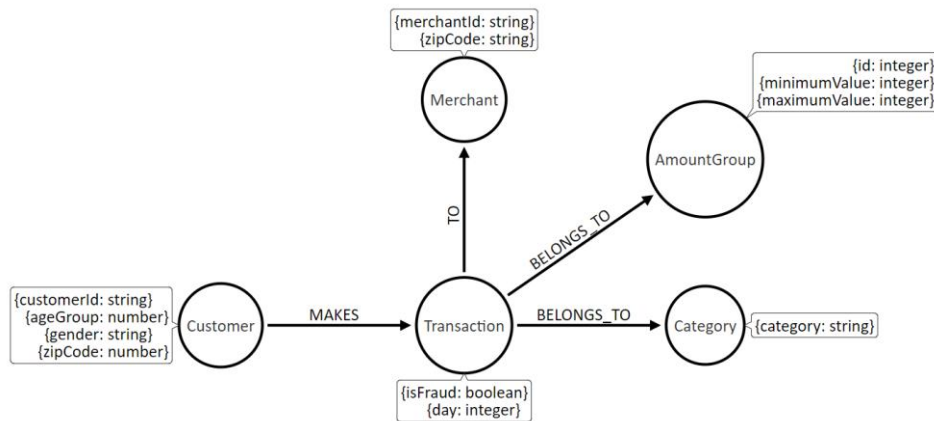 {merchantId: string}
{zipCode: string}
Merchant
{id: integer}
{minimumValue: integer}
{maximumValue: integer}
AmountGroup
TO
BELONGS_TO
{customerId: string}
{ageGroup: number}
{gender: string}
{zipCode: number}
Customer
MAKES
Transaction
BELONGS_TO
Category
{category: string}
{isFraud: boolean}
{day: integer}